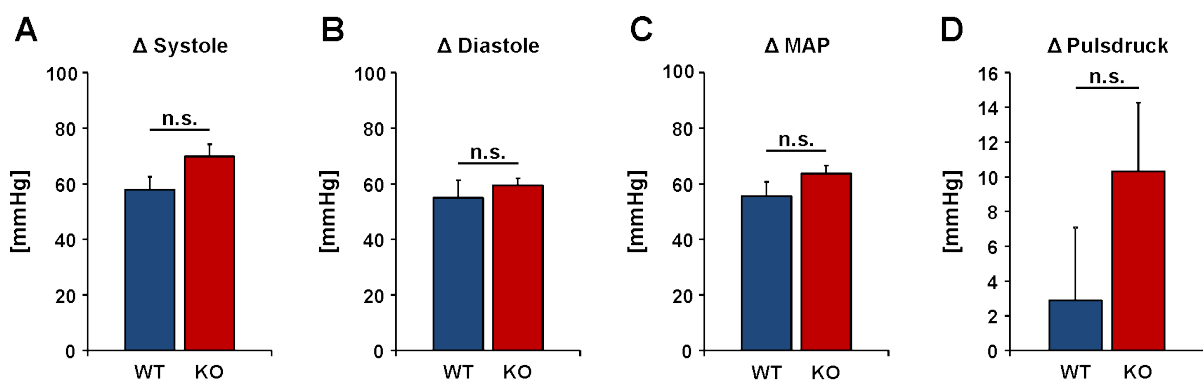 A
Δ Systole
[mmHg]
100
80
60
40
20
0
n.s.
WT
KO
B
Δ Diastole
[mmHg]
100
80
60
40
20
0
n.s.
WT
KO
C
Δ MAP
[mmHg]
100
80
60
40
20
0
n.s.
WT
KO
D
Δ Pulsdruck
[mmHg]
16
14
12
10
8
6
4
2
0
n.s.
WT
KO